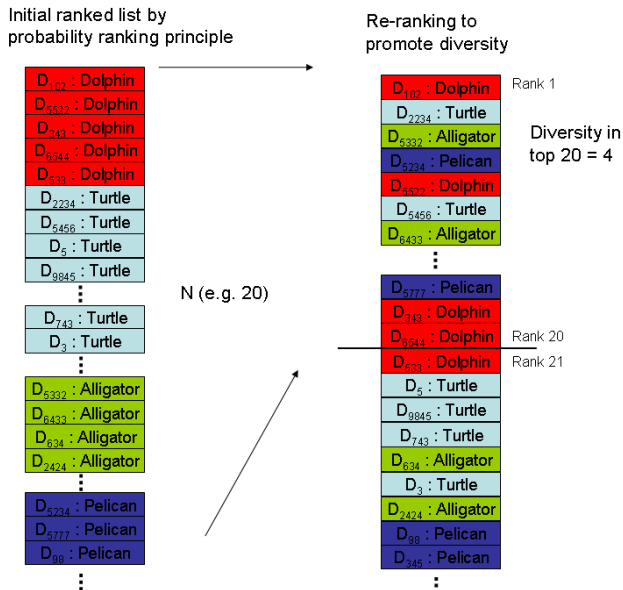 Initial ranked list by
probability ranking principle
D102 : Dolphin
D5522 : Dolphin
D343 : Dolphin
D6544 : Dolphin
D533 : Dolphin
D2234 : Turtle
D5456 : Turtle
D5 : Turtle
D9845 : Turtle
D743 : Turtle
D3 : Turtle
D5332 : Alligator
D6433 : Alligator
D634 : Alligator
D2424 : Alligator
D5234 : Pelican
D5777 : Pelican
D98 : Pelican
N (e.g. 20)
Re-ranking to
promote diversity
D102 : Dolphin Rank 1
D2234 : Turtle
D5332 : Alligator
D5234 : Pelican
D5522 : Dolphin
D5456 : Turtle
D6433 : Alligator
Diversity in
top 20 = 4
D5777 : Pelican
D343 : Dolphin
D6544 : Dolphin Rank 20
D533 : Dolphin Rank 21
D5 : Turtle
D9845 : Turtle
D743 : Turtle
D634 : Alligator
D3 : Turtle
D2424 : Alligator
D98 : Pelican
D345 : Pelican